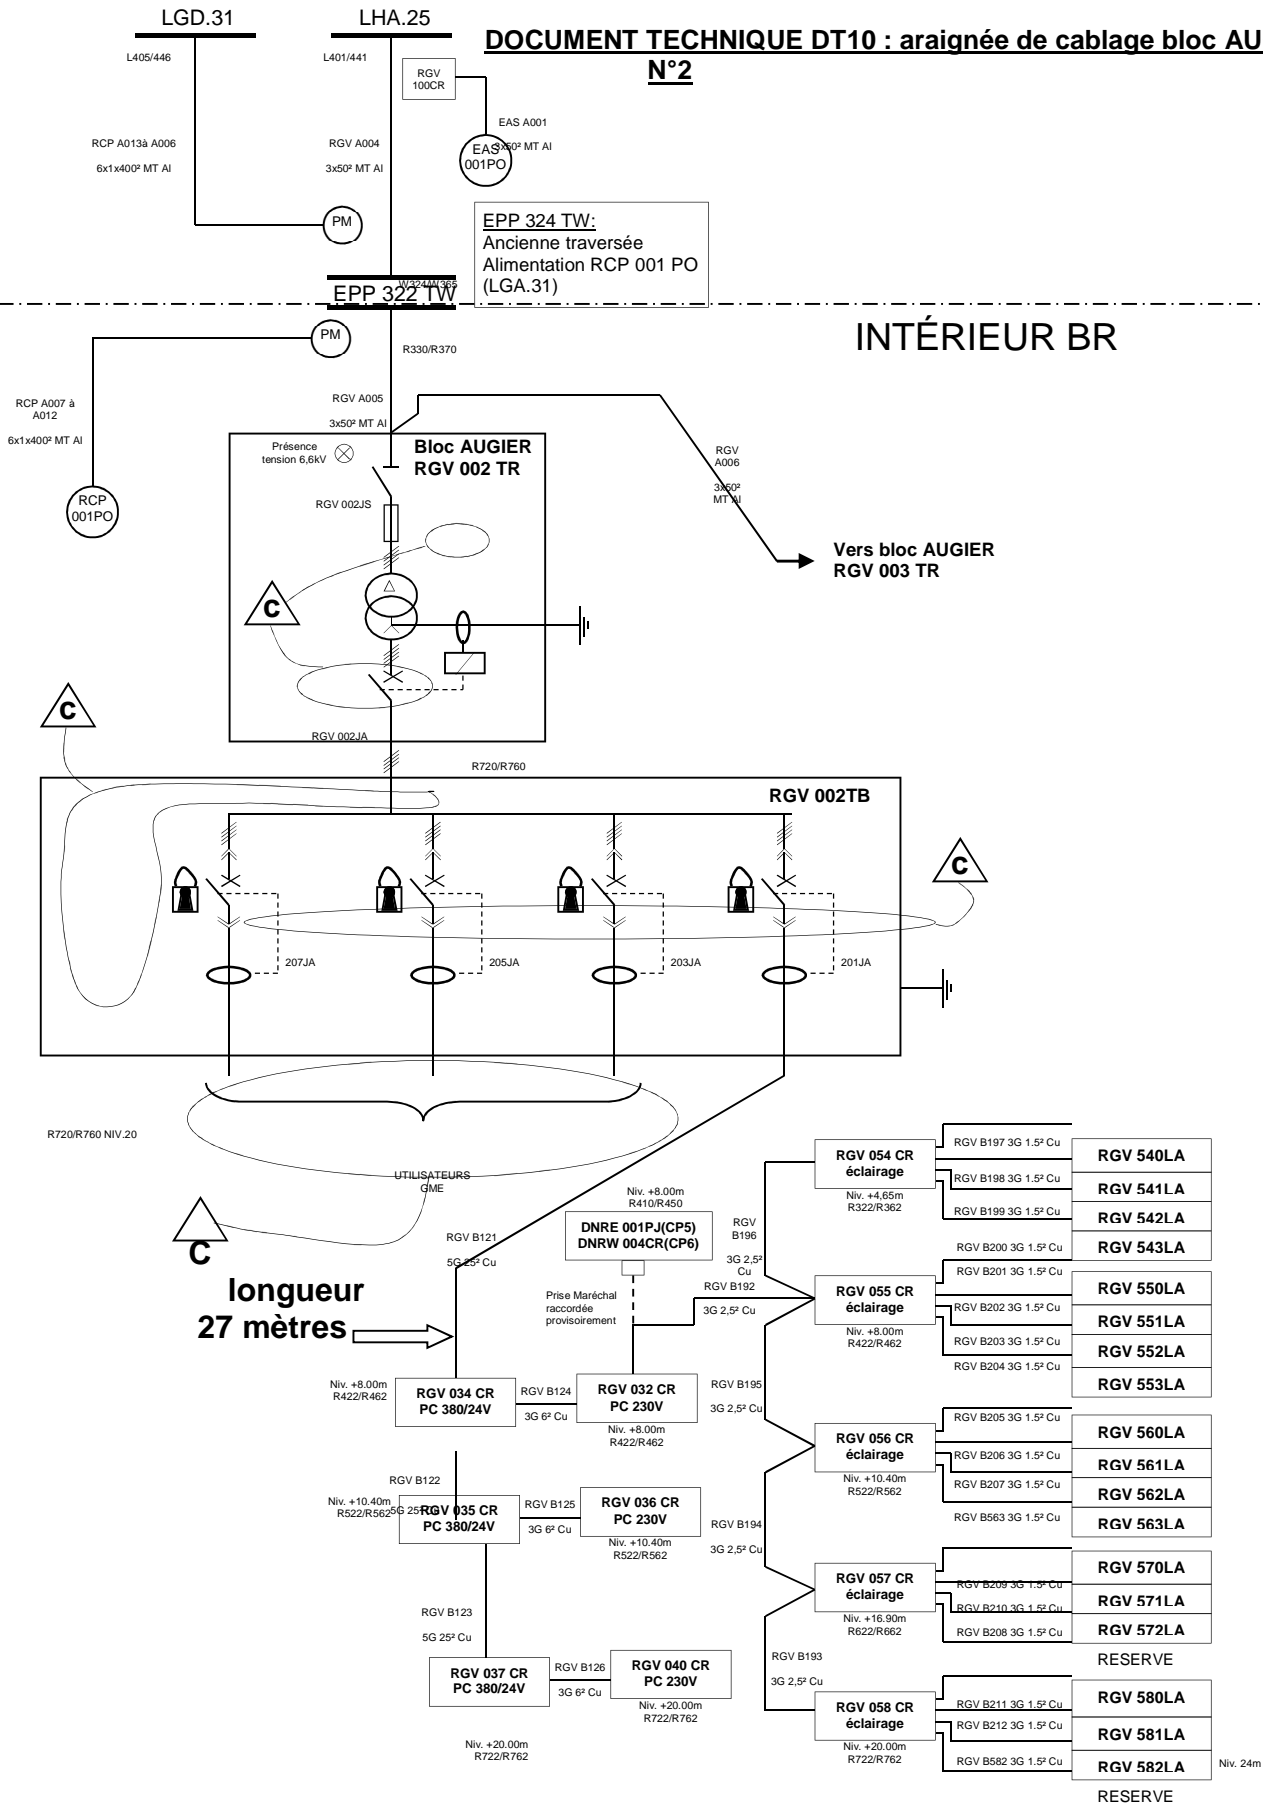 LGD.31
LHA.25
DOCUMENT TECHNIQUE DT10 : araignée de cablage bloc AU
N°2
L405/446
L401/441
RGV
100CR
EAS A001
3x50² MT Al
EAS
001PO
RCP A013à A006
6x1x400² MT Al
RGV A004
3x50² MT Al
PM
EPP 324 TW:
Ancienne traversée
Alimentation RCP 001 PO
(LGA.31)
W324/W365
EPP 322 TW
INTÉRIEUR BR
PM
R330/R370
RCP A007 à
A012
6x1x400² MT Al
RGV A005
3x50² MT Al
RCP
001PO
Présence
tension 6,6kV
Bloc AUGIER
RGV 002 TR
RGV 002JS
RGV
A006
3x50²
MT Al
Vers bloc AUGIER
RGV 003 TR
C
RGV 002JA
C
R720/R760
RGV 002TB
C
207JA
205JA
203JA
201JA
R720/R760 NIV.20
UTILISATEURS
GME
C
longueur
27 mètres
RGV B121
5G 25² Cu
Niv. +8.00m
R410/R450
DNRE 001PJ(CP5)
DNRW 004CR(CP6)
Prise Maréchal
raccordée
provisoirement
RGV B192
3G 2,5² Cu
RGV
B196
3G 2,5²
Cu
RGV 054 CR
éclairage
Niv. +4,65m
R322/R362
RGV B197 3G 1.5² Cu
RGV B198 3G 1.5² Cu
RGV B199 3G 1.5² Cu
RGV B200 3G 1.5² Cu
RGV 540LA
RGV 541LA
RGV 542LA
RGV 543LA
RGV 055 CR
éclairage
Niv. +8.00m
R422/R462
RGV B201 3G 1.5² Cu
RGV B202 3G 1.5² Cu
RGV B203 3G 1.5² Cu
RGV B204 3G 1.5² Cu
RGV 550LA
RGV 551LA
RGV 552LA
RGV 553LA
Niv. +8.00m
R422/R462
RGV 034 CR
PC 380/24V
RGV B124
3G 6² Cu
RGV 032 CR
PC 230V
Niv. +8.00m
R422/R462
RGV B195
3G 2,5² Cu
RGV 056 CR
éclairage
Niv. +10.40m
R522/R562
RGV B205 3G 1.5² Cu
RGV B206 3G 1.5² Cu
RGV B207 3G 1.5² Cu
RGV B563 3G 1.5² Cu
RGV 560LA
RGV 561LA
RGV 562LA
RGV 563LA
RGV B122
5G 25² Cu
Niv. +10.40m
R522/R562
RGV 035 CR
PC 380/24V
RGV B125
3G 6² Cu
RGV 036 CR
PC 230V
Niv. +10.40m
R522/R562
RGV B194
3G 2,5² Cu
RGV 057 CR
éclairage
Niv. +16.90m
R622/R662
RGV B209 3G 1.5² Cu
RGV B210 3G 1.5² Cu
RGV B208 3G 1.5² Cu
RGV 570LA
RGV 571LA
RGV 572LA
RESERVE
RGV B123
5G 25² Cu
RGV 037 CR
PC 380/24V
Niv. +20.00m
R722/R762
RGV B126
3G 6² Cu
RGV 040 CR
PC 230V
Niv. +20.00m
R722/R762
RGV B193
3G 2,5² Cu
RGV 058 CR
éclairage
Niv. +20.00m
R722/R762
RGV B211 3G 1.5² Cu
RGV B212 3G 1.5² Cu
RGV B582 3G 1.5² Cu
RGV 580LA
RGV 581LA
RGV 582LA
Niv. 24m
RESERVE